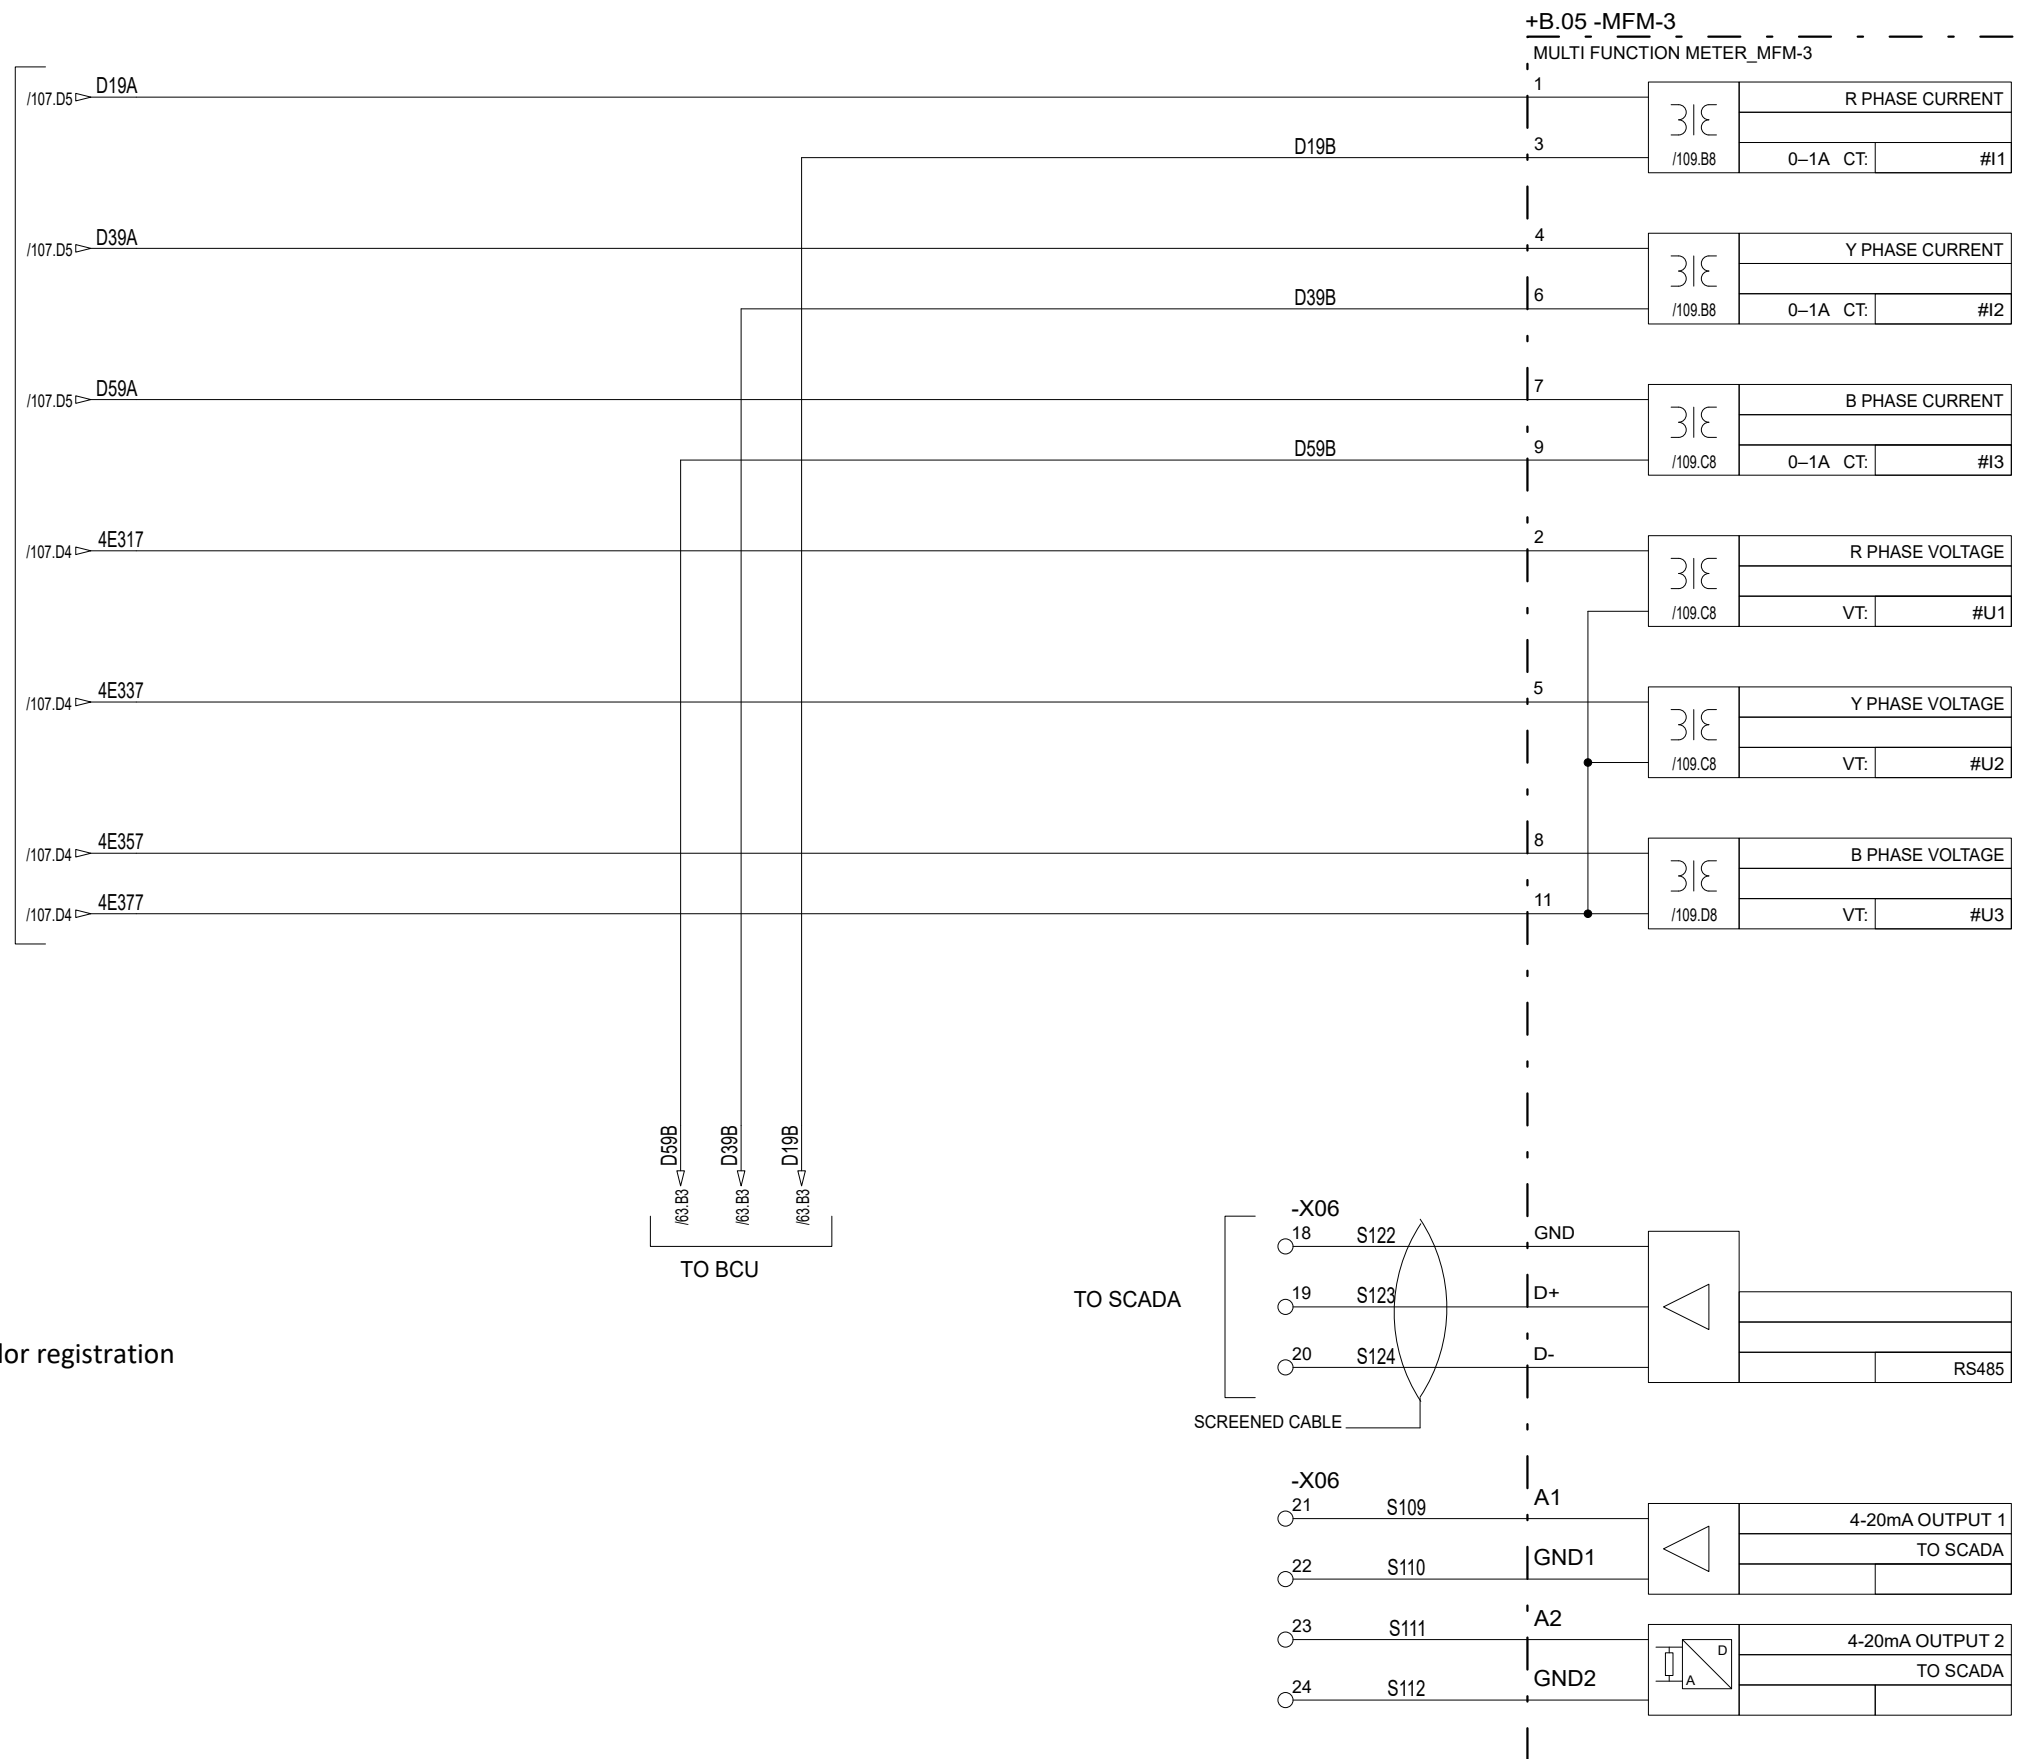 +B.05 -MFM-3
MULTI FUNCTION METER_MFM-3
/107.D5 D19A 1 R PHASE CURRENT
D19B 3 /109.B8 0–1A CT: #I1
/107.D5 D39A 4 Y PHASE CURRENT
D39B 6 /109.B8 0–1A CT: #I2
/107.D5 D59A 7 B PHASE CURRENT
D59B 9 /109.C8 0–1A CT: #I3
/107.D4 4E317 2 R PHASE VOLTAGE
/109.C8 VT: #U1
/107.D4 4E337 5 Y PHASE VOLTAGE
/109.C8 VT: #U2
/107.D4 4E357 8 B PHASE VOLTAGE
/107.D4 4E377 11 /109.D8 VT: #U3
D59B D39B D19B
/63.B3 /63.B3 /63.B3
TO BCU
-X06
18 S122 GND
TO SCADA 19 S123 D+
20 S124 D-
RS485
lor registration
SCREENED CABLE
-X06
21 S109 A1 4-20mA OUTPUT 1
TO SCADA
22 S110 GND1
23 S111 A2 4-20mA OUTPUT 2
D
A
TO SCADA
24 S112 GND2